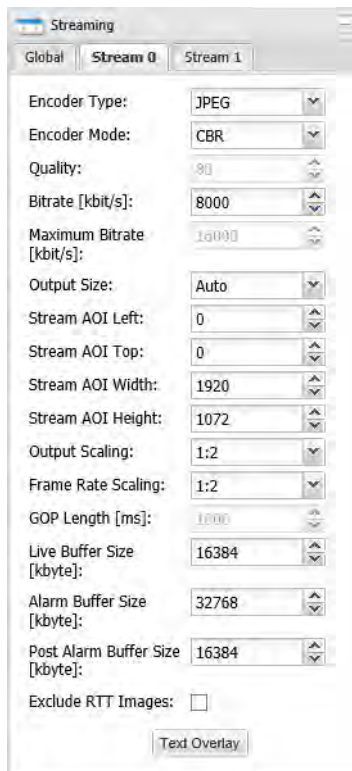 Streaming
Global Stream 0 Stream 1
Encoder Type: JPEG
Encoder Mode: CBR
Quality: 80
Bitrate [kbit/s]: 8000
Maximum Bitrate
[kbit/s]: 16000
Output Size: Auto
Stream AOI Left: 0
Stream AOI Top: 0
Stream AOI Width: 1920
Stream AOI Height: 1072
Output Scaling: 1:2
Frame Rate Scaling: 1:2
GOP Length [ms]: 1000
Live Buffer Size
[kbyte]: 16384
Alarm Buffer Size
[kbyte]: 32768
Post Alarm Buffer Size
[kbyte]: 16384
Exclude RTT Images:
Text Overlay